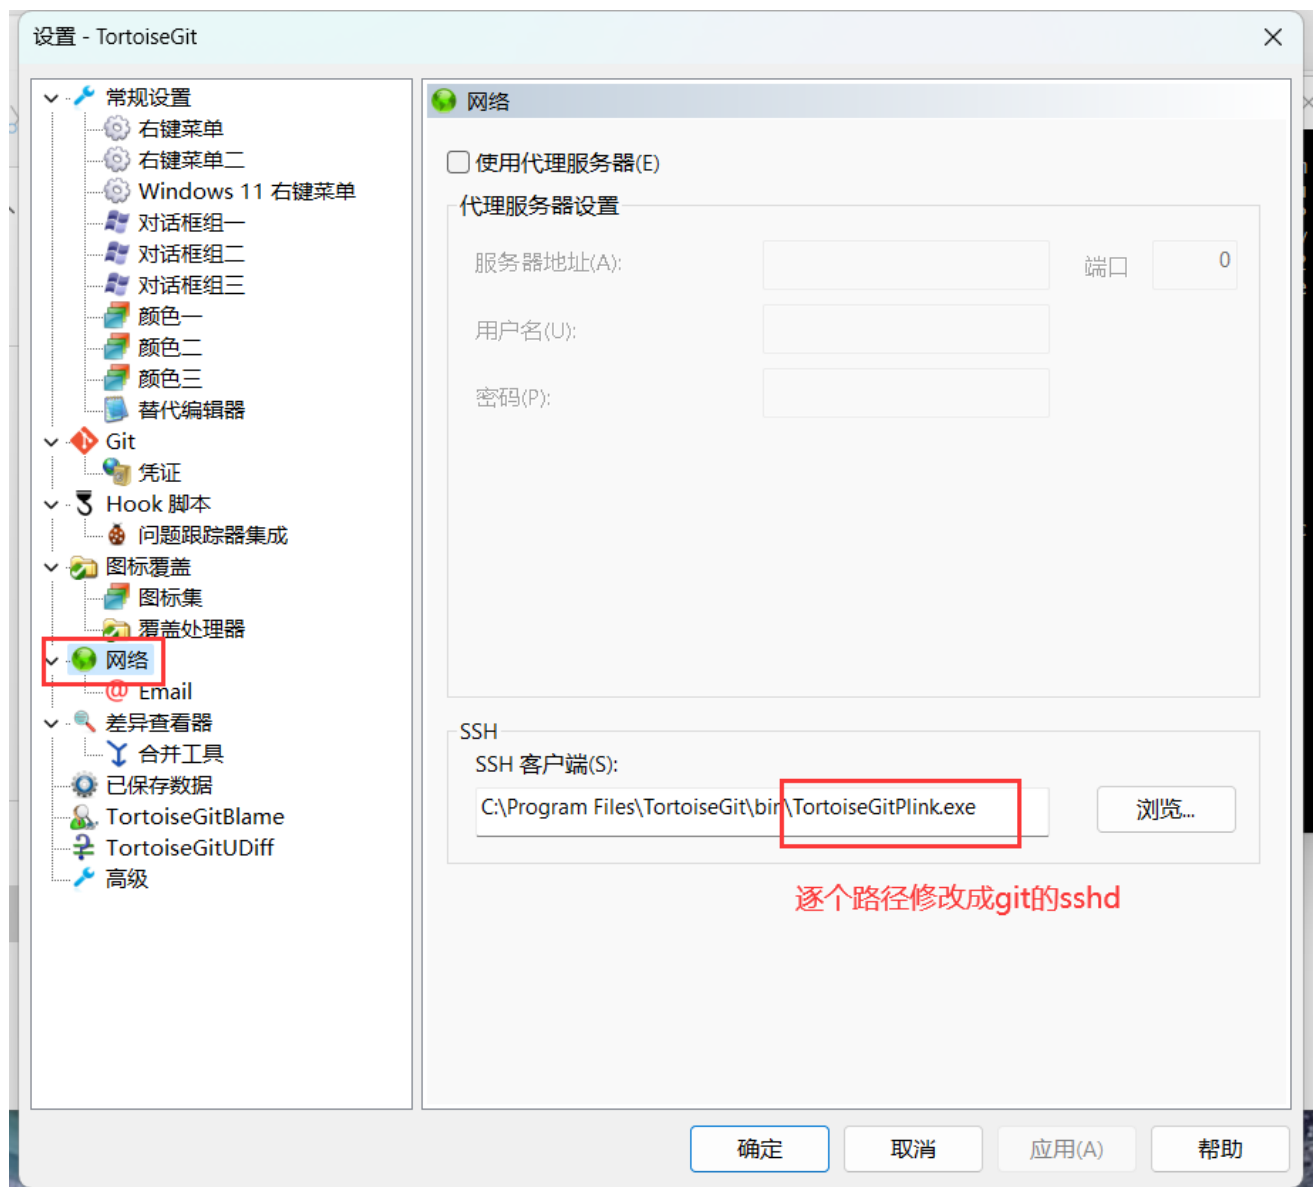 设置 - TortoiseGit
常规设置
右键菜单
右键菜单二
Windows 11 右键菜单
对话框组一
对话框组二
对话框组三
颜色一
颜色二
颜色三
替代编辑器
Git
凭证
Hook 脚本
问题跟踪器集成
图标覆盖
图标集
覆盖处理器
网络
Email
差异查看器
合并工具
已保存数据
TortoiseGitBlame
TortoiseGitUDiff
高级
网络
使用代理服务器(E)
代理服务器设置
服务器地址(A):
端口
0
用户名(U):
密码(P):
SSH
SSH 客户端(S):
C:\Program Files\TortoiseGit\bin\TortoiseGitPlink.exe
浏览...
逐个路径修改成git的sshd
确定
取消
应用(A)
帮助